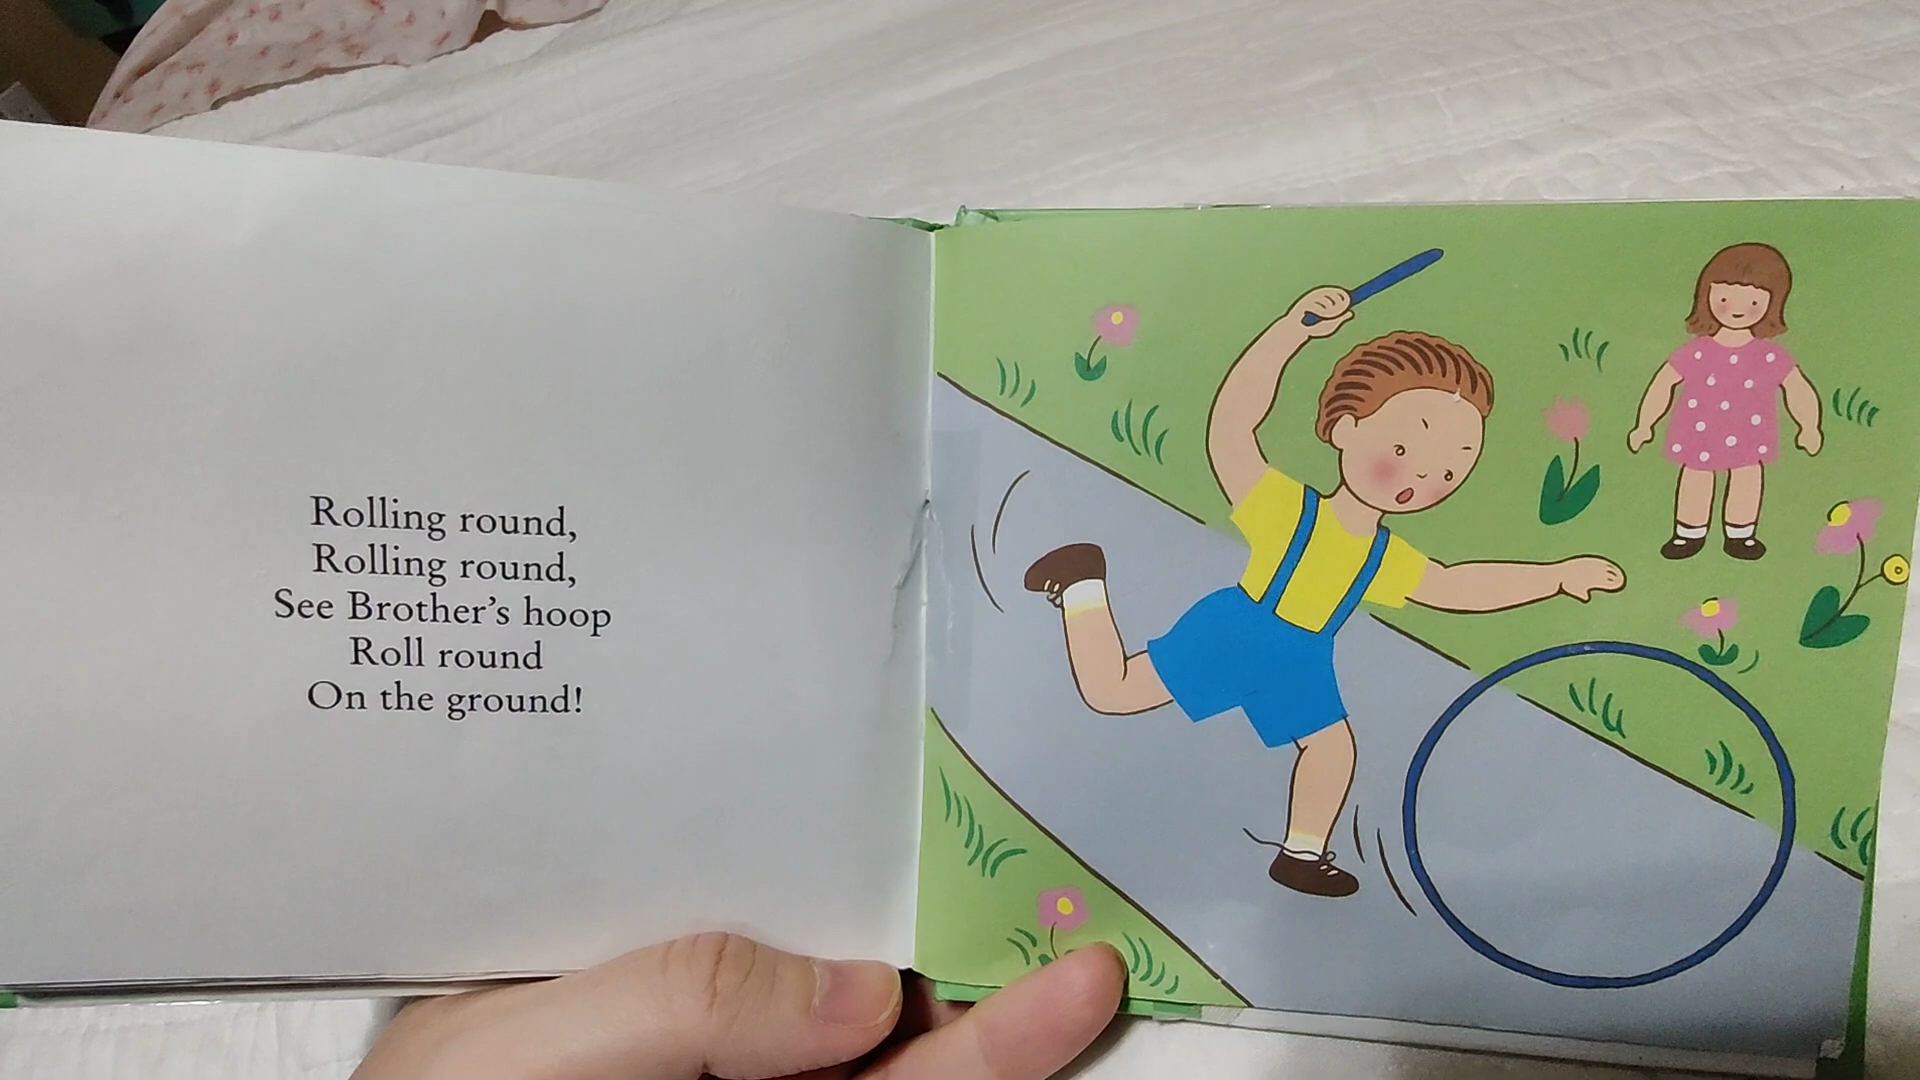 Rolling round,
Rolling round,
See Brother's hoop
Roll round
On the ground!